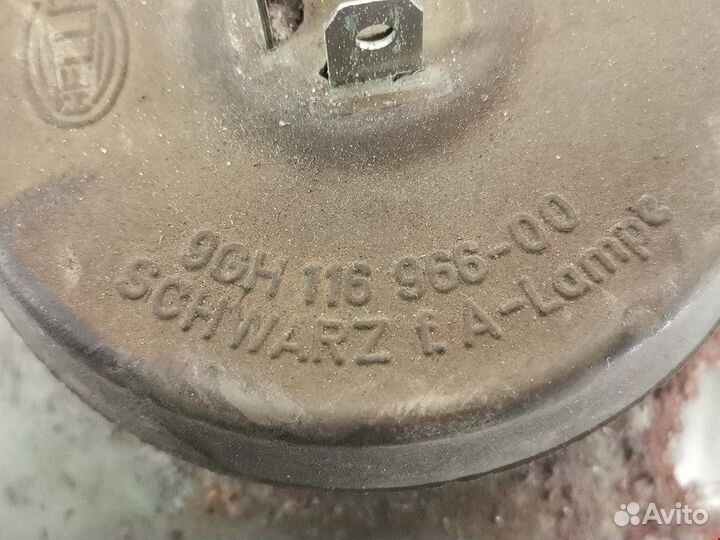 9GH 116 966-00
SCHWARZ f. A-Lampe
Avito